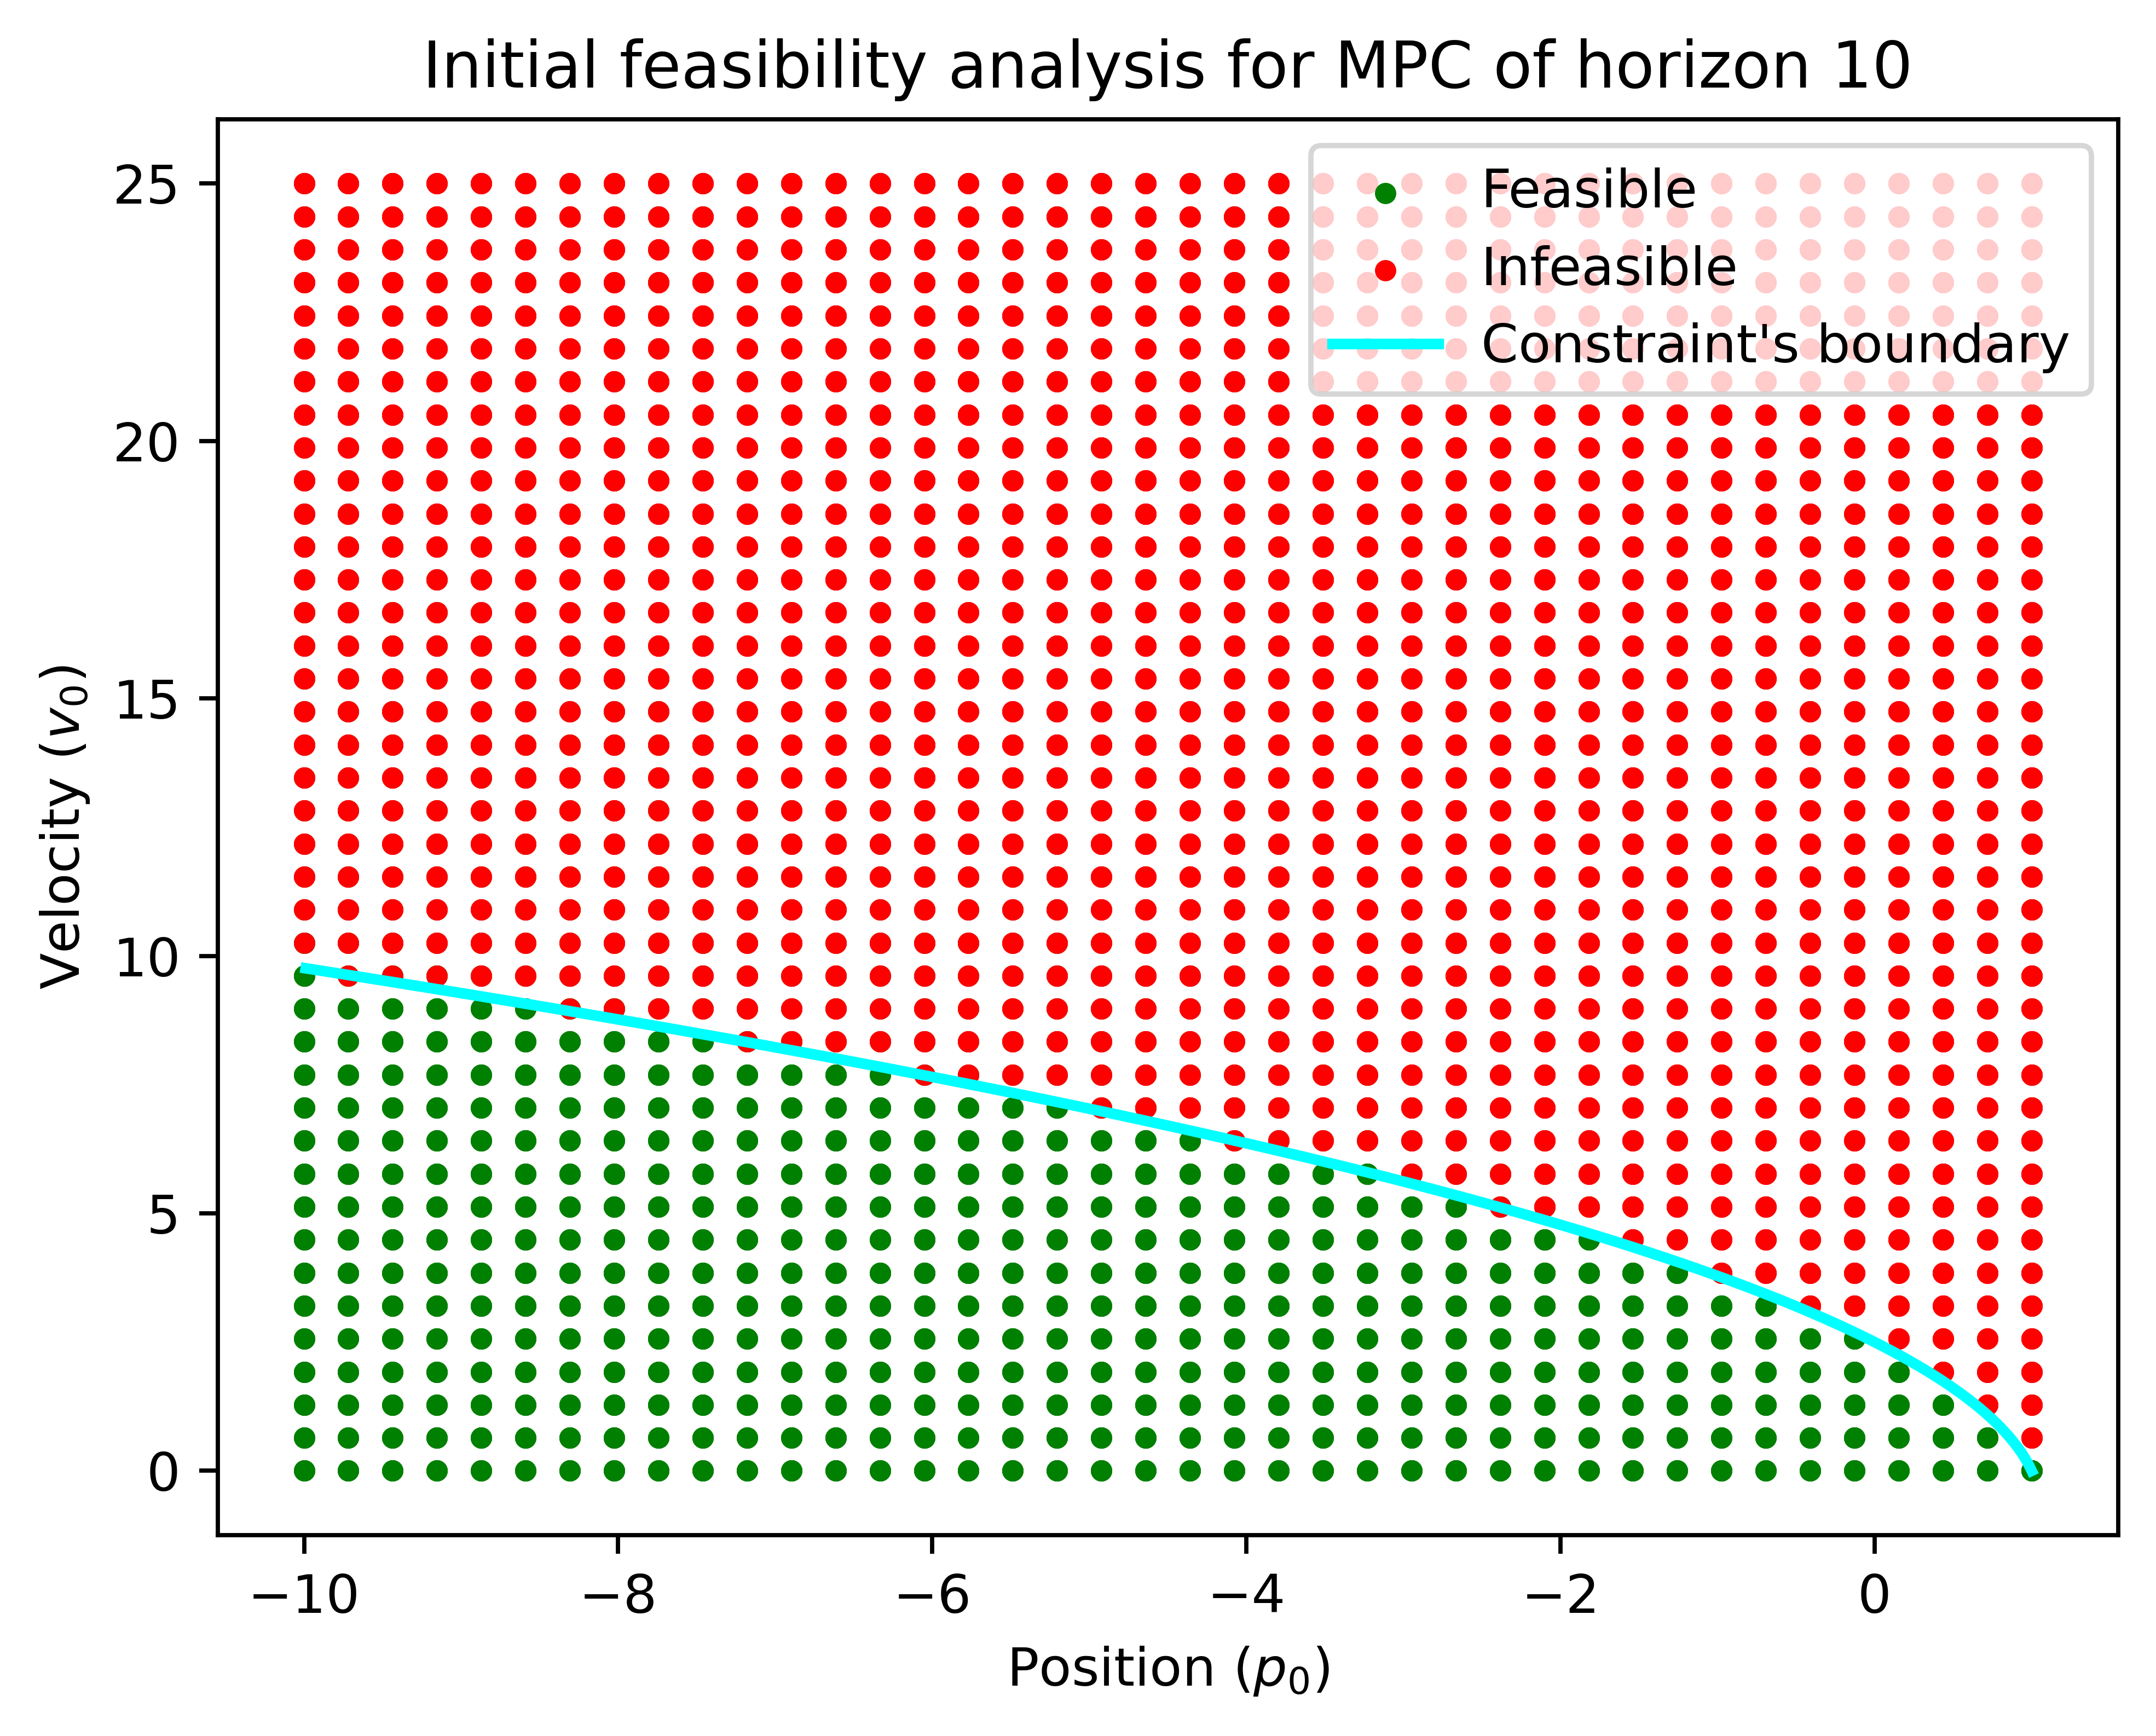 Initial feasibility analysis for MPC of horizon 10
Feasible
Infeasible
Constraint's boundary
Velocity (v₀)
25
20
15
10
5
0
−10 −8 −6 −4 −2 0
Position (p₀)